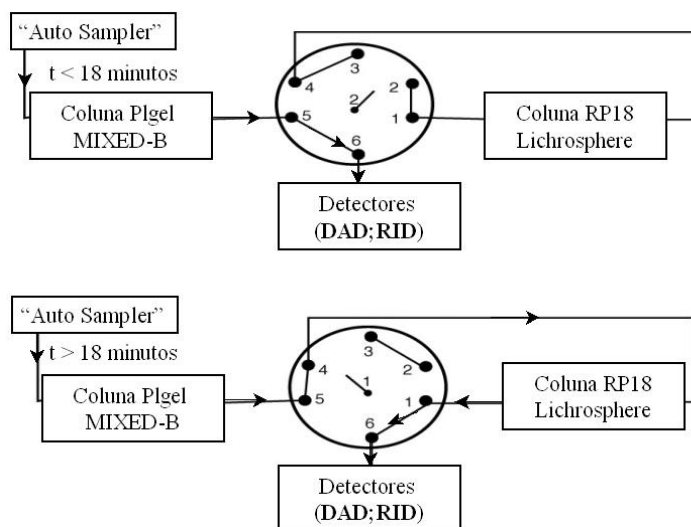 “Auto Sampler”
t < 18 minutos
Coluna Plgel
MIXED-B
3
4
2
2
5
1
6
Coluna RP18
Lichrosphere
Detectores
(DAD;RID)
“Auto Sampler”
t > 18 minutos
Coluna Plgel
MIXED-B
3
4
2
1
5
1
6
Coluna RP18
Lichrosphere
Detectores
(DAD;RID)